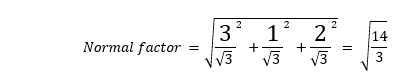 Normal factor = √(3/√3 ² + 1/√3 ² + 2/√3 ²) = √(14/3)